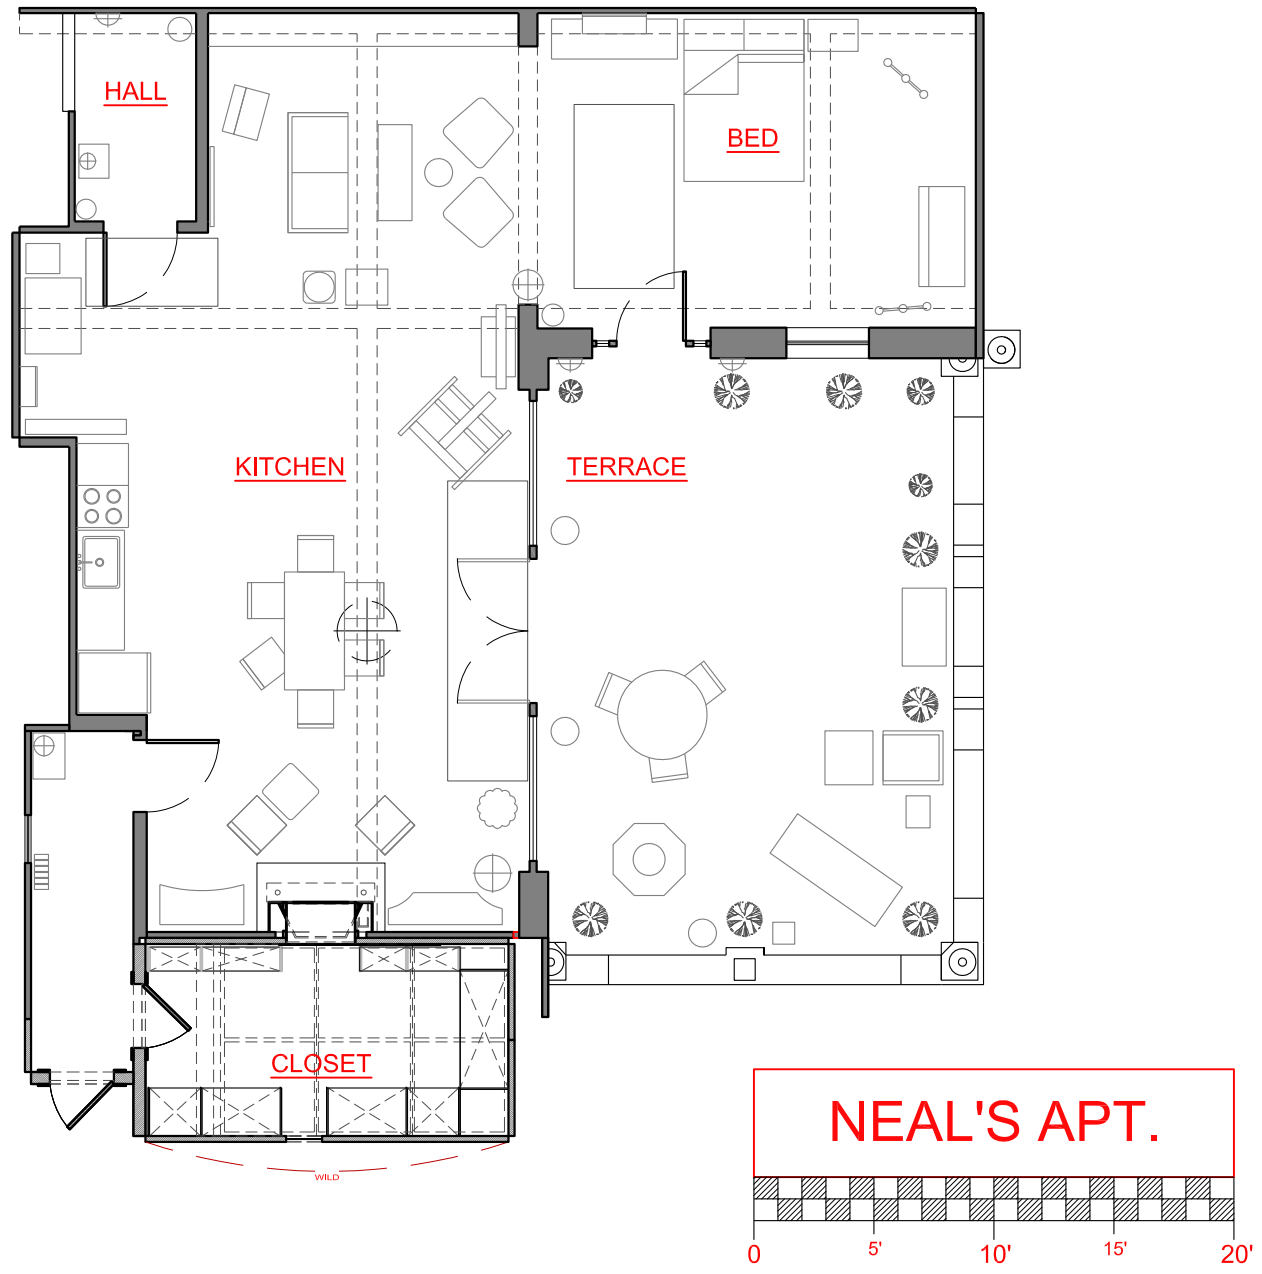 HALL
BED
KITCHEN
TERRACE
CLOSET
WILD
NEAL'S APT.
0 5' 10' 15' 20'